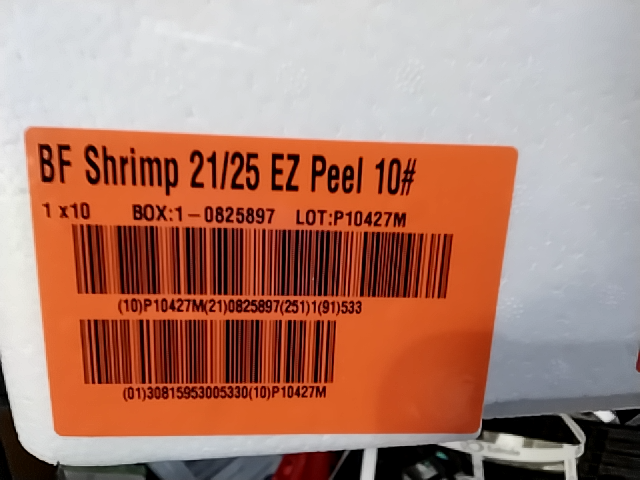 BF Shrimp 21/25 EZ Peel 10#
1 x10 BOX:1-0825897 LOT:P10427M
(10)P10427M(21)0825897(251)1(91)533
(01)30815953005330(10)P10427M